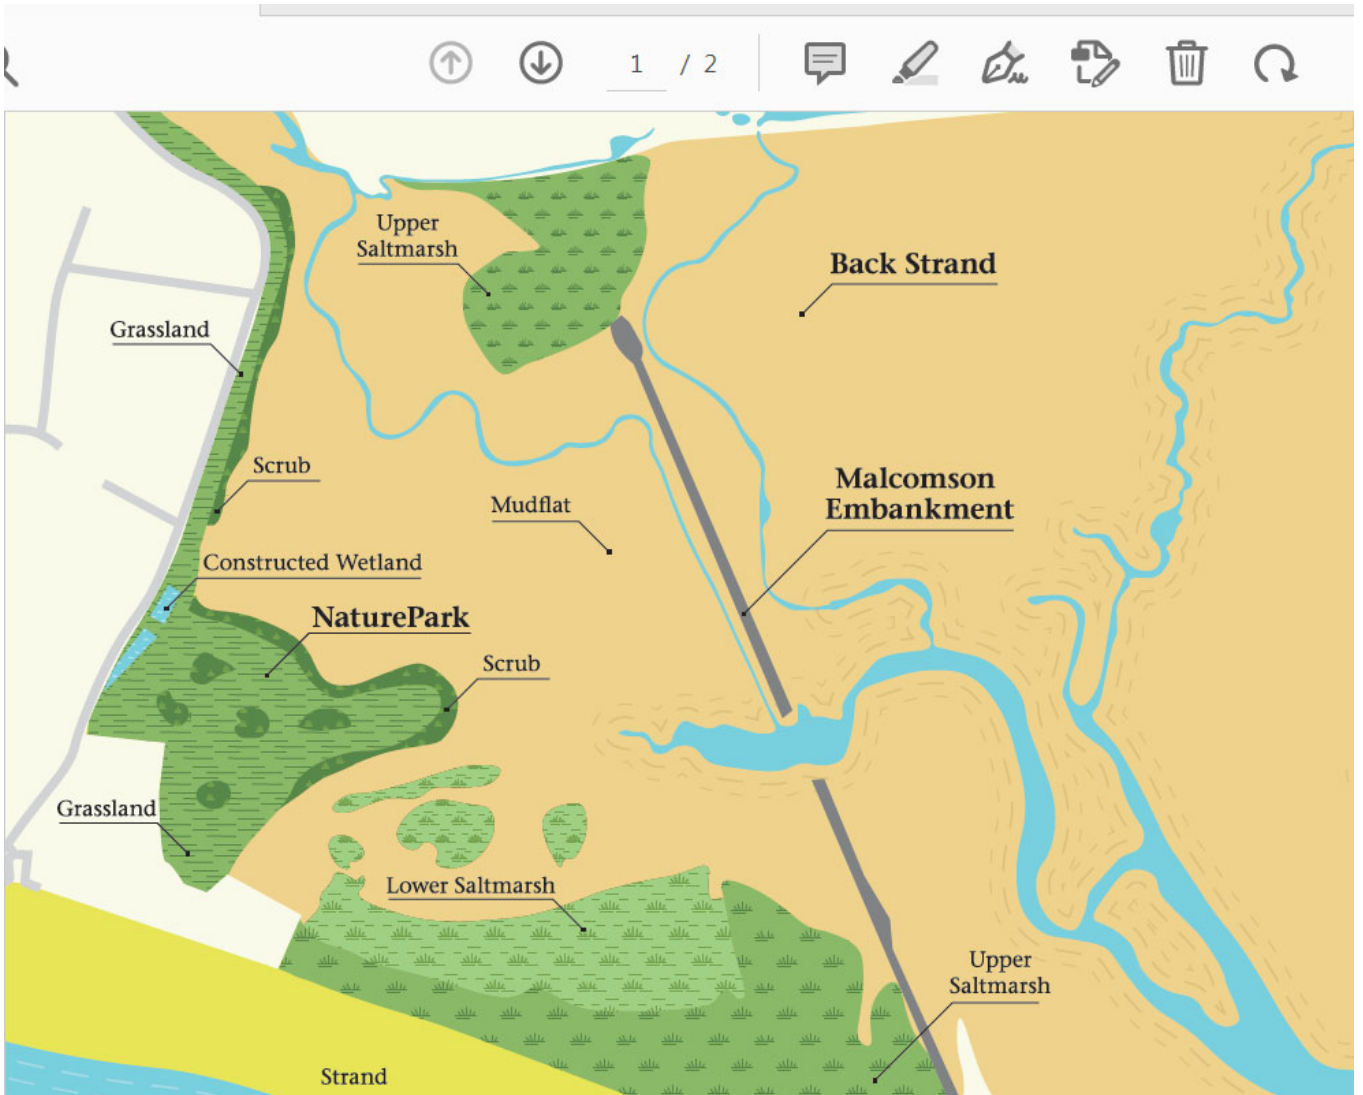 1 / 2
Upper
Saltmarsh
Back Strand
Grassland
Scrub
Malcomson
Embankment
Mudflat
Constructed Wetland
NaturePark
Scrub
Grassland
Lower Saltmarsh
Upper
Saltmarsh
Strand